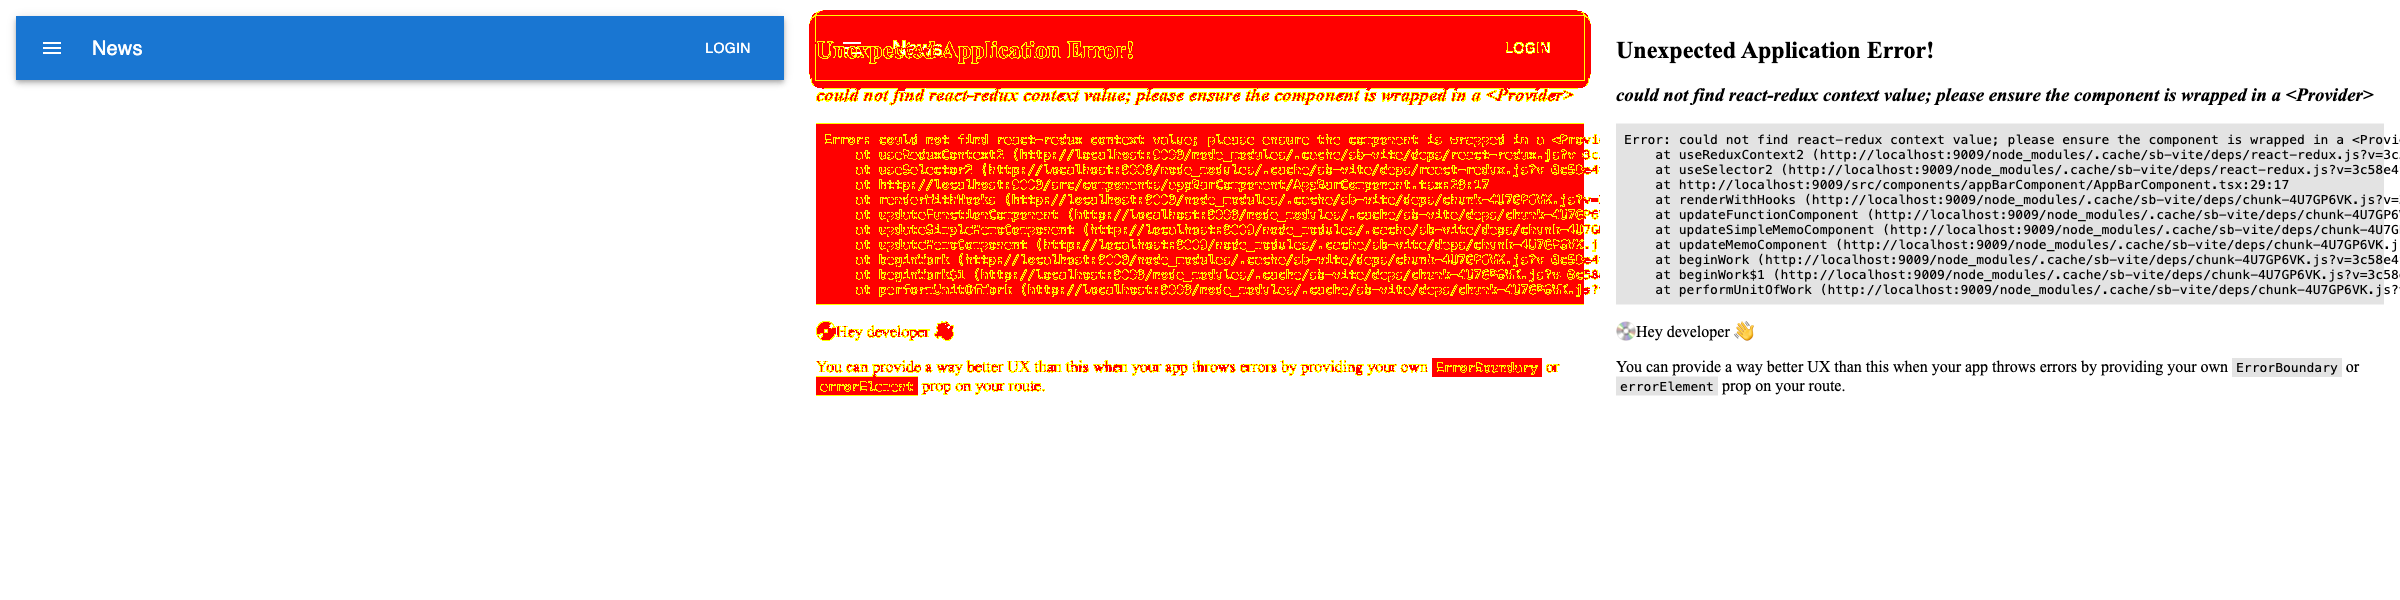 News
LOGIN
Unexpected Application Error!
News
LOGIN
could not find react-redux context value; please ensure the component is wrapped in a <Provider>
Error: could not find react-redux context value; please ensure the component is wrapped in a <Provi
at useReduxContext2 (http://localhost:9009/node_modules/.cache/sb-vite/deps/react-redux.js?v=3c
at useSelector2 (http://localhost:9009/node_modules/.cache/sb-vite/deps/react-redux.js?v=3c58e4
at http://localhost:9009/src/components/appBarComponent/AppBarComponent.tsx:29:17
at renderWithHooks (http://localhost:9009/node_modules/.cache/sb-vite/deps/chunk-4U7GP6VK.js?v=
at updateFunctionComponent (http://localhost:9009/node_modules/.cache/sb-vite/deps/chunk-4U7GP6
at updateSimpleMemoComponent (http://localhost:9009/node_modules/.cache/sb-vite/deps/chunk-4U7G
at updateMemoComponent (http://localhost:9009/node_modules/.cache/sb-vite/deps/chunk-4U7GP6VK.j
at beginWork (http://localhost:9009/node_modules/.cache/sb-vite/deps/chunk-4U7GP6VK.js?v=3c58e4
at beginWork$1 (http://localhost:9009/node_modules/.cache/sb-vite/deps/chunk-4U7GP6VK.js?v=3c58
at performUnitOfWork (http://localhost:9009/node_modules/.cache/sb-vite/deps/chunk-4U7GP6VK.js?
💿Hey developer 👋
You can provide a way better UX than this when your app throws errors by providing your own ErrorBoundary or
errorElement prop on your route.
Unexpected Application Error!
could not find react-redux context value; please ensure the component is wrapped in a <Provider>
Error: could not find react-redux context value; please ensure the component is wrapped in a <Provi
at useReduxContext2 (http://localhost:9009/node_modules/.cache/sb-vite/deps/react-redux.js?v=3c
at useSelector2 (http://localhost:9009/node_modules/.cache/sb-vite/deps/react-redux.js?v=3c58e4
at http://localhost:9009/src/components/appBarComponent/AppBarComponent.tsx:29:17
at renderWithHooks (http://localhost:9009/node_modules/.cache/sb-vite/deps/chunk-4U7GP6VK.js?v=
at updateFunctionComponent (http://localhost:9009/node_modules/.cache/sb-vite/deps/chunk-4U7GP6
at updateSimpleMemoComponent (http://localhost:9009/node_modules/.cache/sb-vite/deps/chunk-4U7G
at updateMemoComponent (http://localhost:9009/node_modules/.cache/sb-vite/deps/chunk-4U7GP6VK.j
at beginWork (http://localhost:9009/node_modules/.cache/sb-vite/deps/chunk-4U7GP6VK.js?v=3c58e4
at beginWork$1 (http://localhost:9009/node_modules/.cache/sb-vite/deps/chunk-4U7GP6VK.js?v=3c58
at performUnitOfWork (http://localhost:9009/node_modules/.cache/sb-vite/deps/chunk-4U7GP6VK.js?
💿Hey developer 👋
You can provide a way better UX than this when your app throws errors by providing your own ErrorBoundary or
errorElement prop on your route.